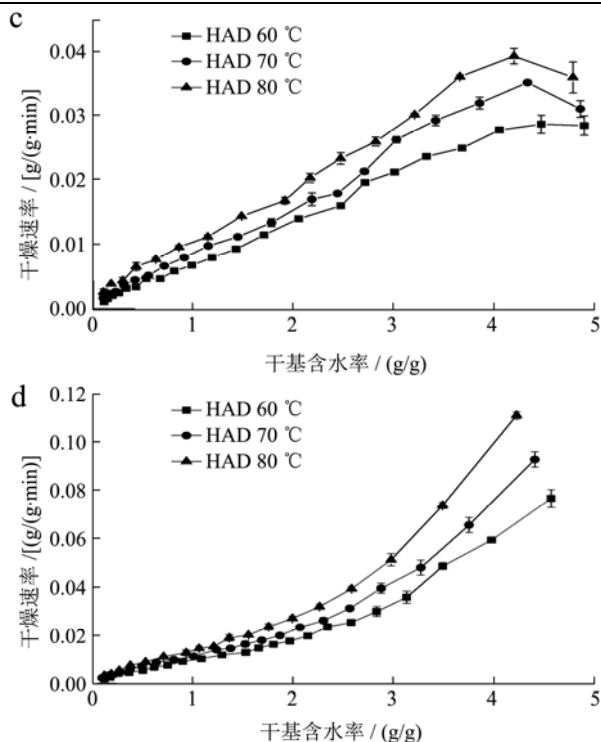 c
HAD 60 ℃
HAD 70 ℃
HAD 80 ℃
干燥速率 / [g/(g·min)]
0.04
0.03
0.02
0.01
0.00
0 1 2 3 4 5
干基含水率 / (g/g)
d
HAD 60 ℃
HAD 70 ℃
HAD 80 ℃
干燥速率 /[(g/(g·min)]
0.12
0.10
0.08
0.06
0.04
0.02
0.00
0 1 2 3 4 5
干基含水率 / (g/g)